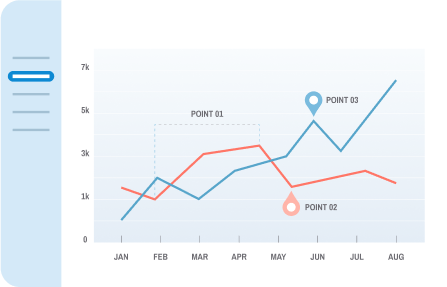 7k
POINT 03
5k
POINT 01
3k
1k
POINT 02
0
JAN FEB MAR APR MAY JUN JUL AUG